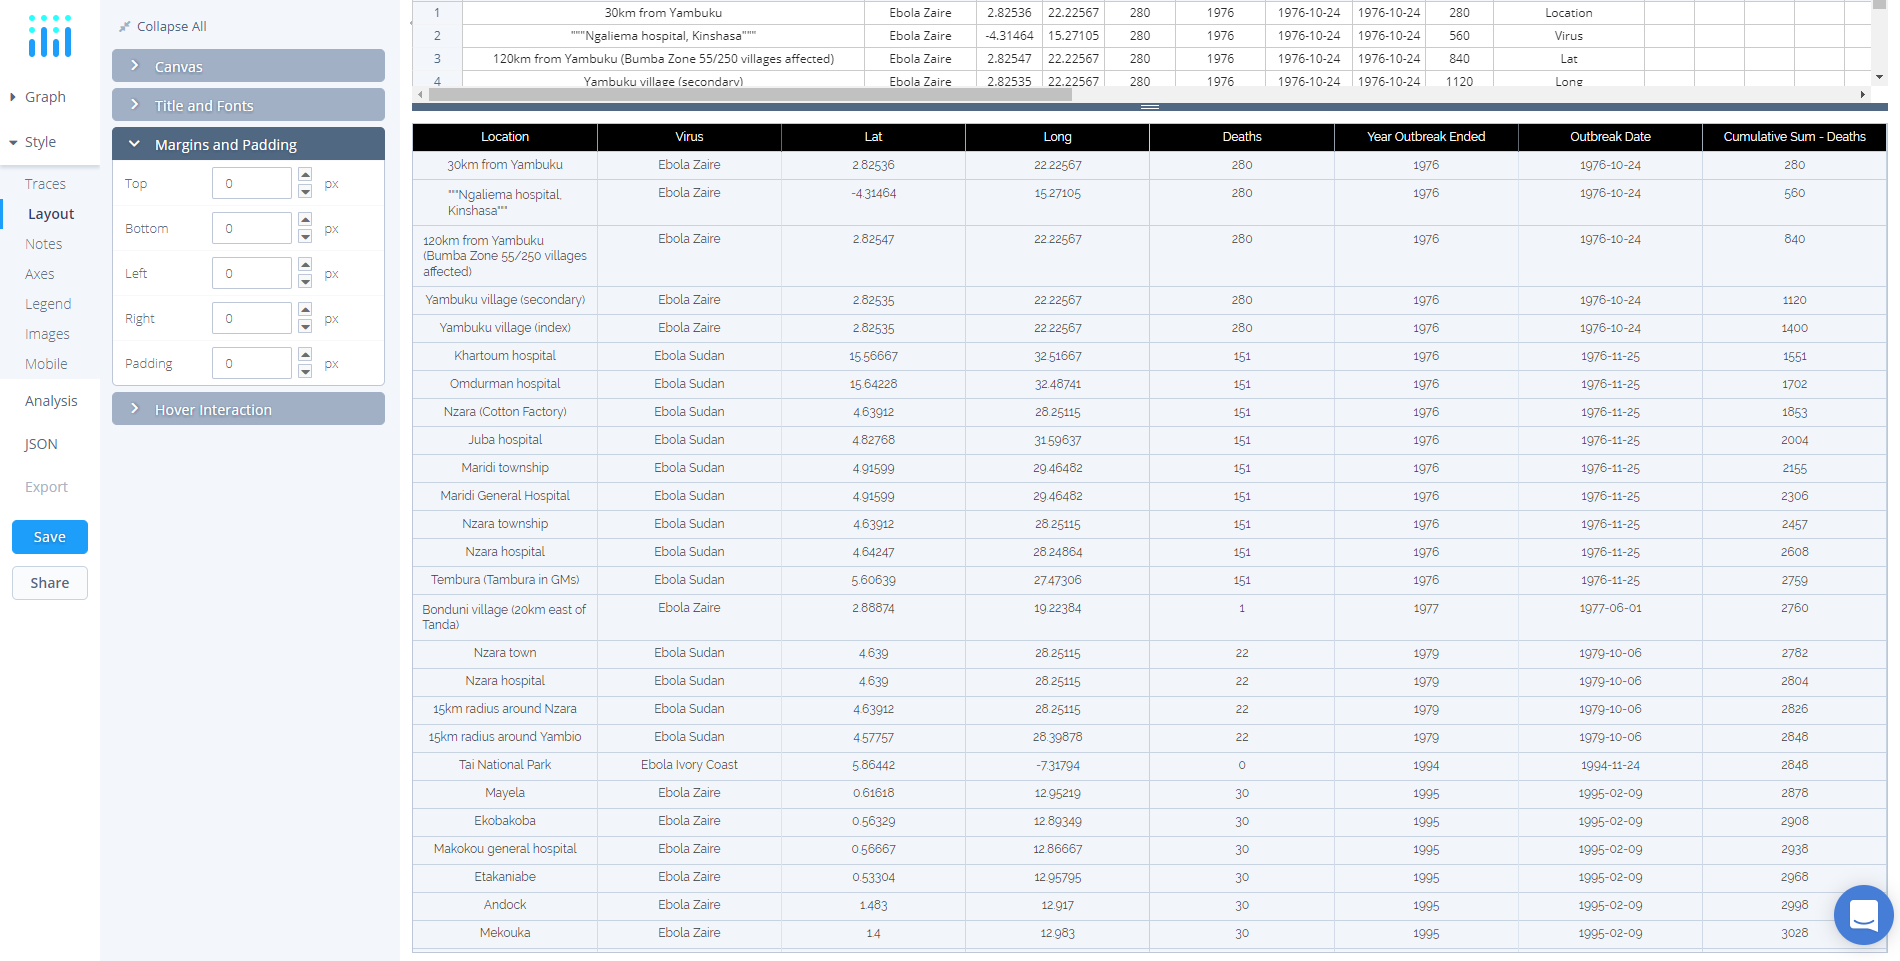 Collapse All
Canvas
Title and Fonts
Margins and Padding
Top 0 px
Bottom 0 px
Left 0 px
Right 0 px
Padding 0 px
Hover Interaction
Graph
Style
Traces
Layout
Notes
Axes
Legend
Images
Mobile
Analysis
JSON
Export
Save
Share
1 30km from Yambuku Ebola Zaire 2.82536 22.22567 280 1976 1976-10-24 1976-10-24 280 Location
2 """Ngaliema hospital, Kinshasa""" Ebola Zaire -4.31464 15.27105 280 1976 1976-10-24 1976-10-24 560 Virus
3 120km from Yambuku (Bumba Zone 55/250 villages affected) Ebola Zaire 2.82547 22.22567 280 1976 1976-10-24 1976-10-24 840 Lat
4 Yambuku village (secondary) Ebola Zaire 2.82535 22.22567 280 1976 1976-10-24 1976-10-24 1120 Long
Location Virus Lat Long Deaths Year Outbreak Ended Outbreak Date Cumulative Sum - Deaths
30km from Yambuku Ebola Zaire 2.82536 22.22567 280 1976 1976-10-24 280
"""Ngaliema hospital, Ebola Zaire -4.31464 15.27105 280 1976 1976-10-24 560
Kinshasa"""
120km from Yambuku Ebola Zaire 2.82547 22.22567 280 1976 1976-10-24 840
(Bumba Zone 55/250 villages
affected)
Yambuku village (secondary) Ebola Zaire 2.82535 22.22567 280 1976 1976-10-24 1120
Yambuku village (index) Ebola Zaire 2.82535 22.22567 280 1976 1976-10-24 1400
Khartoum hospital Ebola Sudan 15.56667 32.51667 151 1976 1976-11-25 1551
Omdurman hospital Ebola Sudan 15.64228 32.48741 151 1976 1976-11-25 1702
Nzara (Cotton Factory) Ebola Sudan 4.63912 28.25115 151 1976 1976-11-25 1853
Juba hospital Ebola Sudan 4.82768 31.59637 151 1976 1976-11-25 2004
Maridi township Ebola Sudan 4.91599 29.46482 151 1976 1976-11-25 2155
Maridi General Hospital Ebola Sudan 4.91599 29.46482 151 1976 1976-11-25 2306
Nzara township Ebola Sudan 4.63912 28.25115 151 1976 1976-11-25 2457
Nzara hospital Ebola Sudan 4.64247 28.24864 151 1976 1976-11-25 2608
Tembura (Tambura in GMs) Ebola Sudan 5.60639 27.47306 151 1976 1976-11-25 2759
Bonduni village (20km east of Ebola Zaire 2.88874 19.22384 1 1977 1977-06-01 2760
Tanda)
Nzara town Ebola Sudan 4.639 28.25115 22 1979 1979-10-06 2782
Nzara hospital Ebola Sudan 4.639 28.25115 22 1979 1979-10-06 2804
15km radius around Nzara Ebola Sudan 4.63912 28.25115 22 1979 1979-10-06 2826
15km radius around Yambio Ebola Sudan 4.57757 28.39878 22 1979 1979-10-06 2848
Tai National Park Ebola Ivory Coast 5.86442 -7.31794 0 1994 1994-11-24 2848
Mayela Ebola Zaire 0.61618 12.95219 30 1995 1995-02-09 2878
Ekobakoba Ebola Zaire 0.56329 12.89349 30 1995 1995-02-09 2908
Makokou general hospital Ebola Zaire 0.56667 12.86667 30 1995 1995-02-09 2938
Etakaniabe Ebola Zaire 0.53304 12.95795 30 1995 1995-02-09 2968
Andock Ebola Zaire 1.483 12.917 30 1995 1995-02-09 2998
Mekouka Ebola Zaire 1.4 12.983 30 1995 1995-02-09 3028